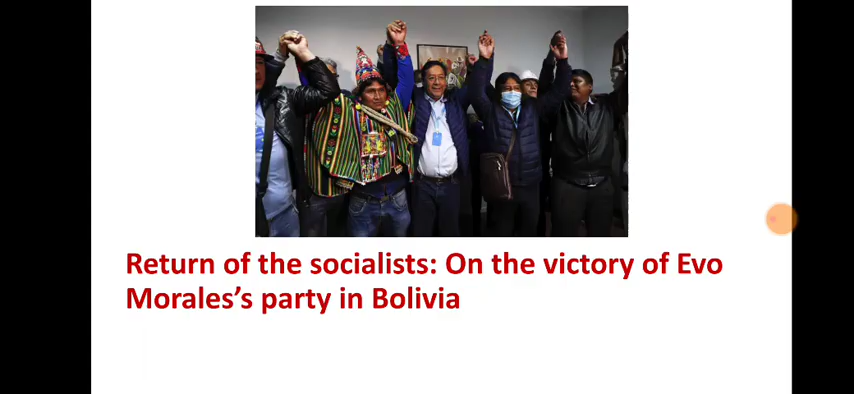 Return of the socialists: On the victory of Evo
Morales’s party in Bolivia